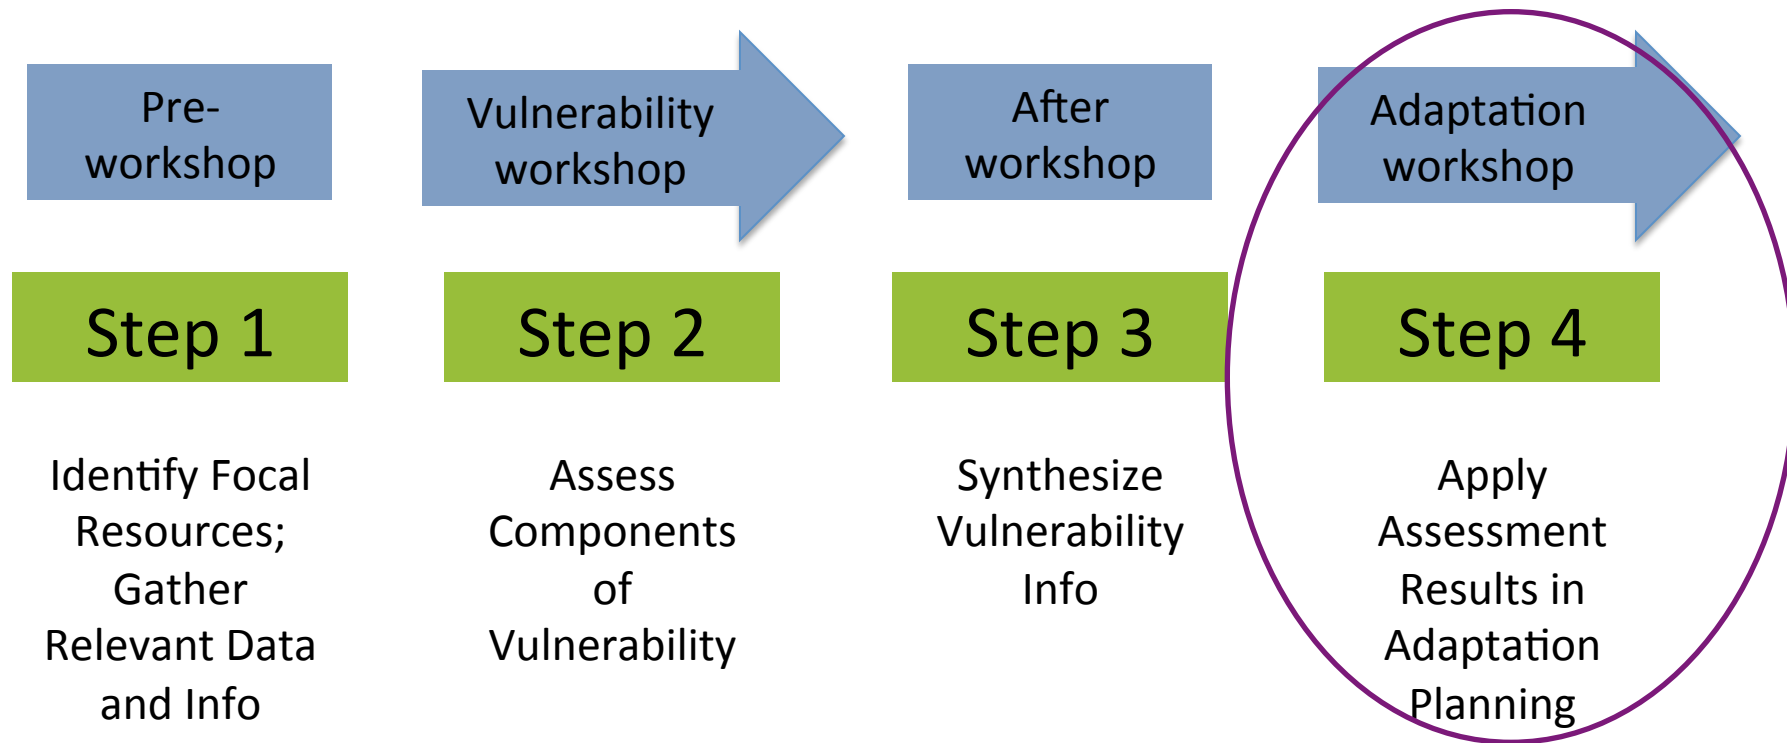 Pre-
workshop
Vulnerability
workshop
After
workshop
Adaptation
workshop
Step 1
Step 2
Step 3
Step 4
Identify Focal
Resources;
Gather
Relevant Data
and Info
Assess
Components
of
Vulnerability
Synthesize
Vulnerability
Info
Apply
Assessment
Results in
Adaptation
Planning